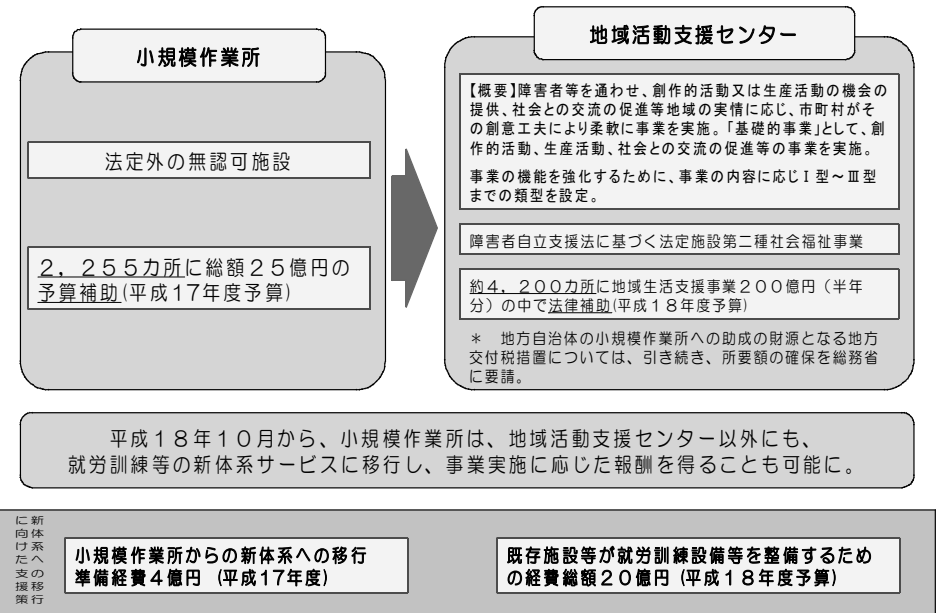 小規模作業所
法定外の無認可施設
２，２５５カ所に総額２５億円の
予算補助(平成17年度予算)
地域活動支援センター
【概要】障害者等を通わせ、創作的活動又は生産活動の機会の
提供、社会との交流の促進等地域の実情に応じ、市町村がそ
の創意工夫により柔軟に事業を実施。「基礎的事業」として、創
作的活動、生産活動、社会との交流の促進等の事業を実施。
事業の機能を強化するために、事業の内容に応じⅠ型～Ⅲ型
までの類型を設定。
障害者自立支援法に基づく法定施設第二種社会福祉事業
約４，２００カ所に地域生活支援事業２００億円（半年
分）の中で法律補助(平成１８年度予算)
＊　地方自治体の小規模作業所への助成の財源となる地方
交付税措置については、引き続き、所要額の確保を総務省
に要請。
平成１８年１０月から、小規模作業所は、地域活動支援センター以外にも、
就労訓練等の新体系サービスに移行し、事業実施に応じた報酬を得ることも可能に。
新体系への移行
に向けた支援策
小規模作業所からの新体系への移行
準備経費４億円 (平成17年度)
既存施設等が就労訓練設備等を整備するため
の経費総額２０億円 (平成１８年度予算)